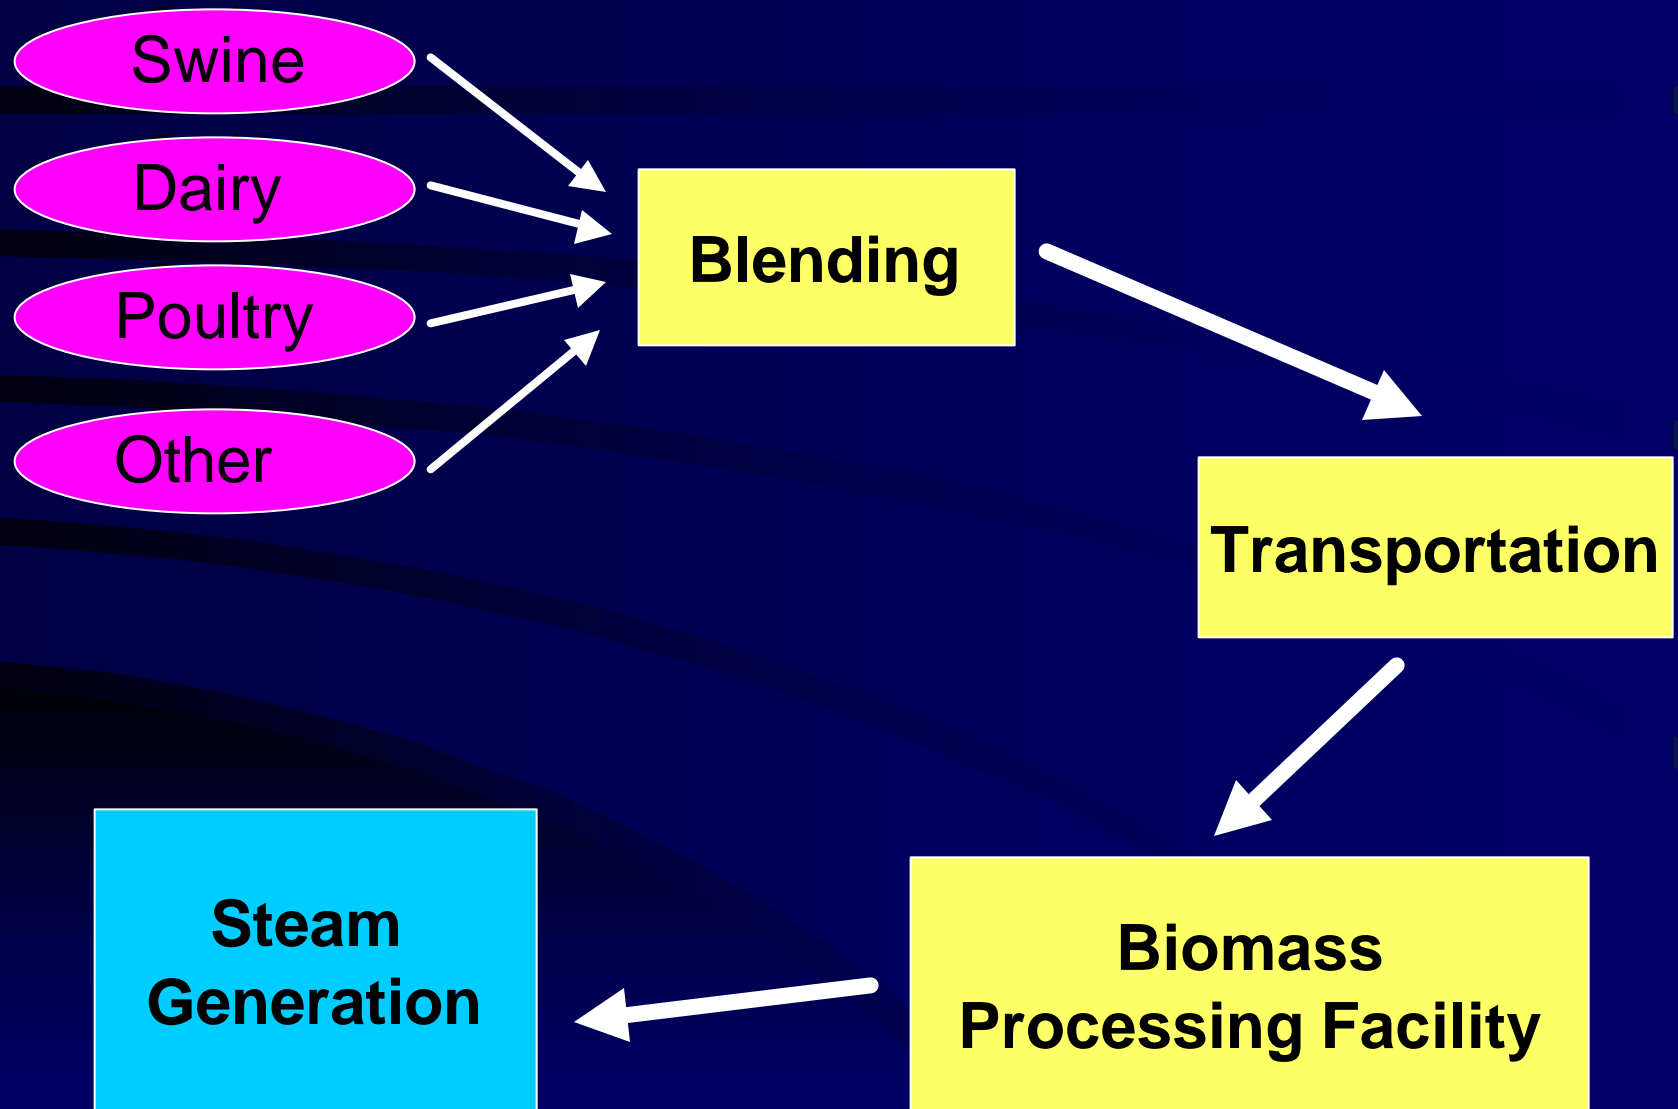 Swine
Dairy
Poultry
Other
Blending
Transportation
Biomass
Processing Facility
Steam
Generation